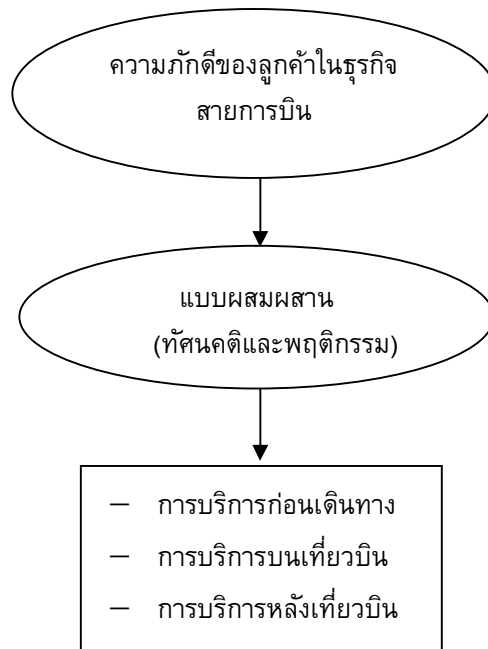 ความภักดีของลูกค้าในธุรกิจ
สายการบิน
แบบผสมผสาน
(ทัศนคติและพฤติกรรม)
– การบริการก่อนเดินทาง
– การบริการบนเที่ยวบิน
– การบริการหลังเที่ยวบิน